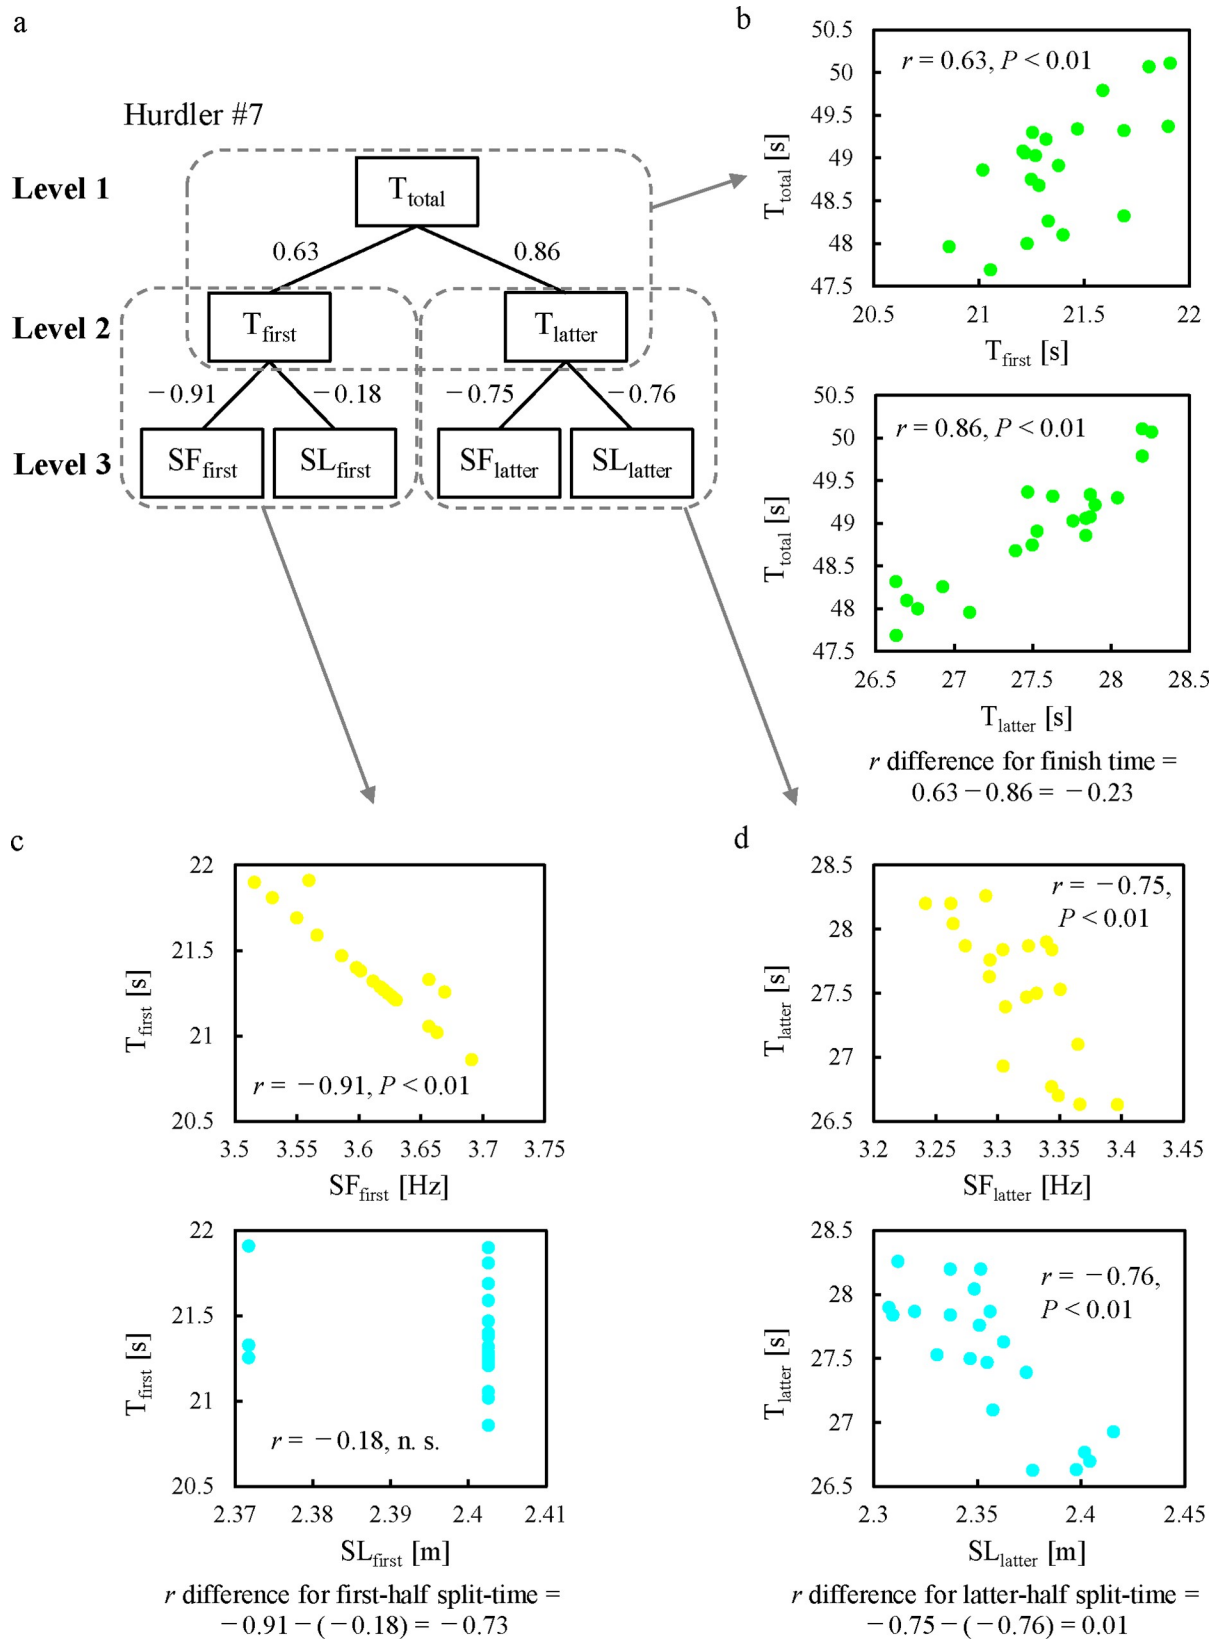 a
Hurdler #7
Level 1
T_total
0.63
0.86
Level 2
T_first
T_latter
−0.91
−0.18
−0.75
−0.76
Level 3
SF_first
SL_first
SF_latter
SL_latter
b
r = 0.63, P < 0.01
T_total [s]
50.5
50
49.5
49
48.5
48
47.5
20.5 21 21.5 22
T_first [s]
r = 0.86, P < 0.01
T_total [s]
50.5
50
49.5
49
48.5
48
47.5
26.5 27 27.5 28 28.5
T_latter [s]
r difference for finish time =
0.63−0.86 = −0.23
c
r = −0.91, P < 0.01
T_first [s]
22
21.5
21
20.5
3.5 3.55 3.6 3.65 3.7 3.75
SF_first [Hz]
r = −0.18, n. s.
T_first [s]
22
21.5
21
20.5
2.37 2.38 2.39 2.4 2.41
SL_first [m]
r difference for first-half split-time =
−0.91−(−0.18) = −0.73
d
r = −0.75,
P < 0.01
T_latter [s]
28.5
28
27.5
27
26.5
3.2 3.25 3.3 3.35 3.4 3.45
SF_latter [Hz]
r = −0.76,
P < 0.01
T_latter [s]
28.5
28
27.5
27
26.5
2.3 2.35 2.4 2.45
SL_latter [m]
r difference for latter-half split-time =
−0.75−(−0.76) = 0.01